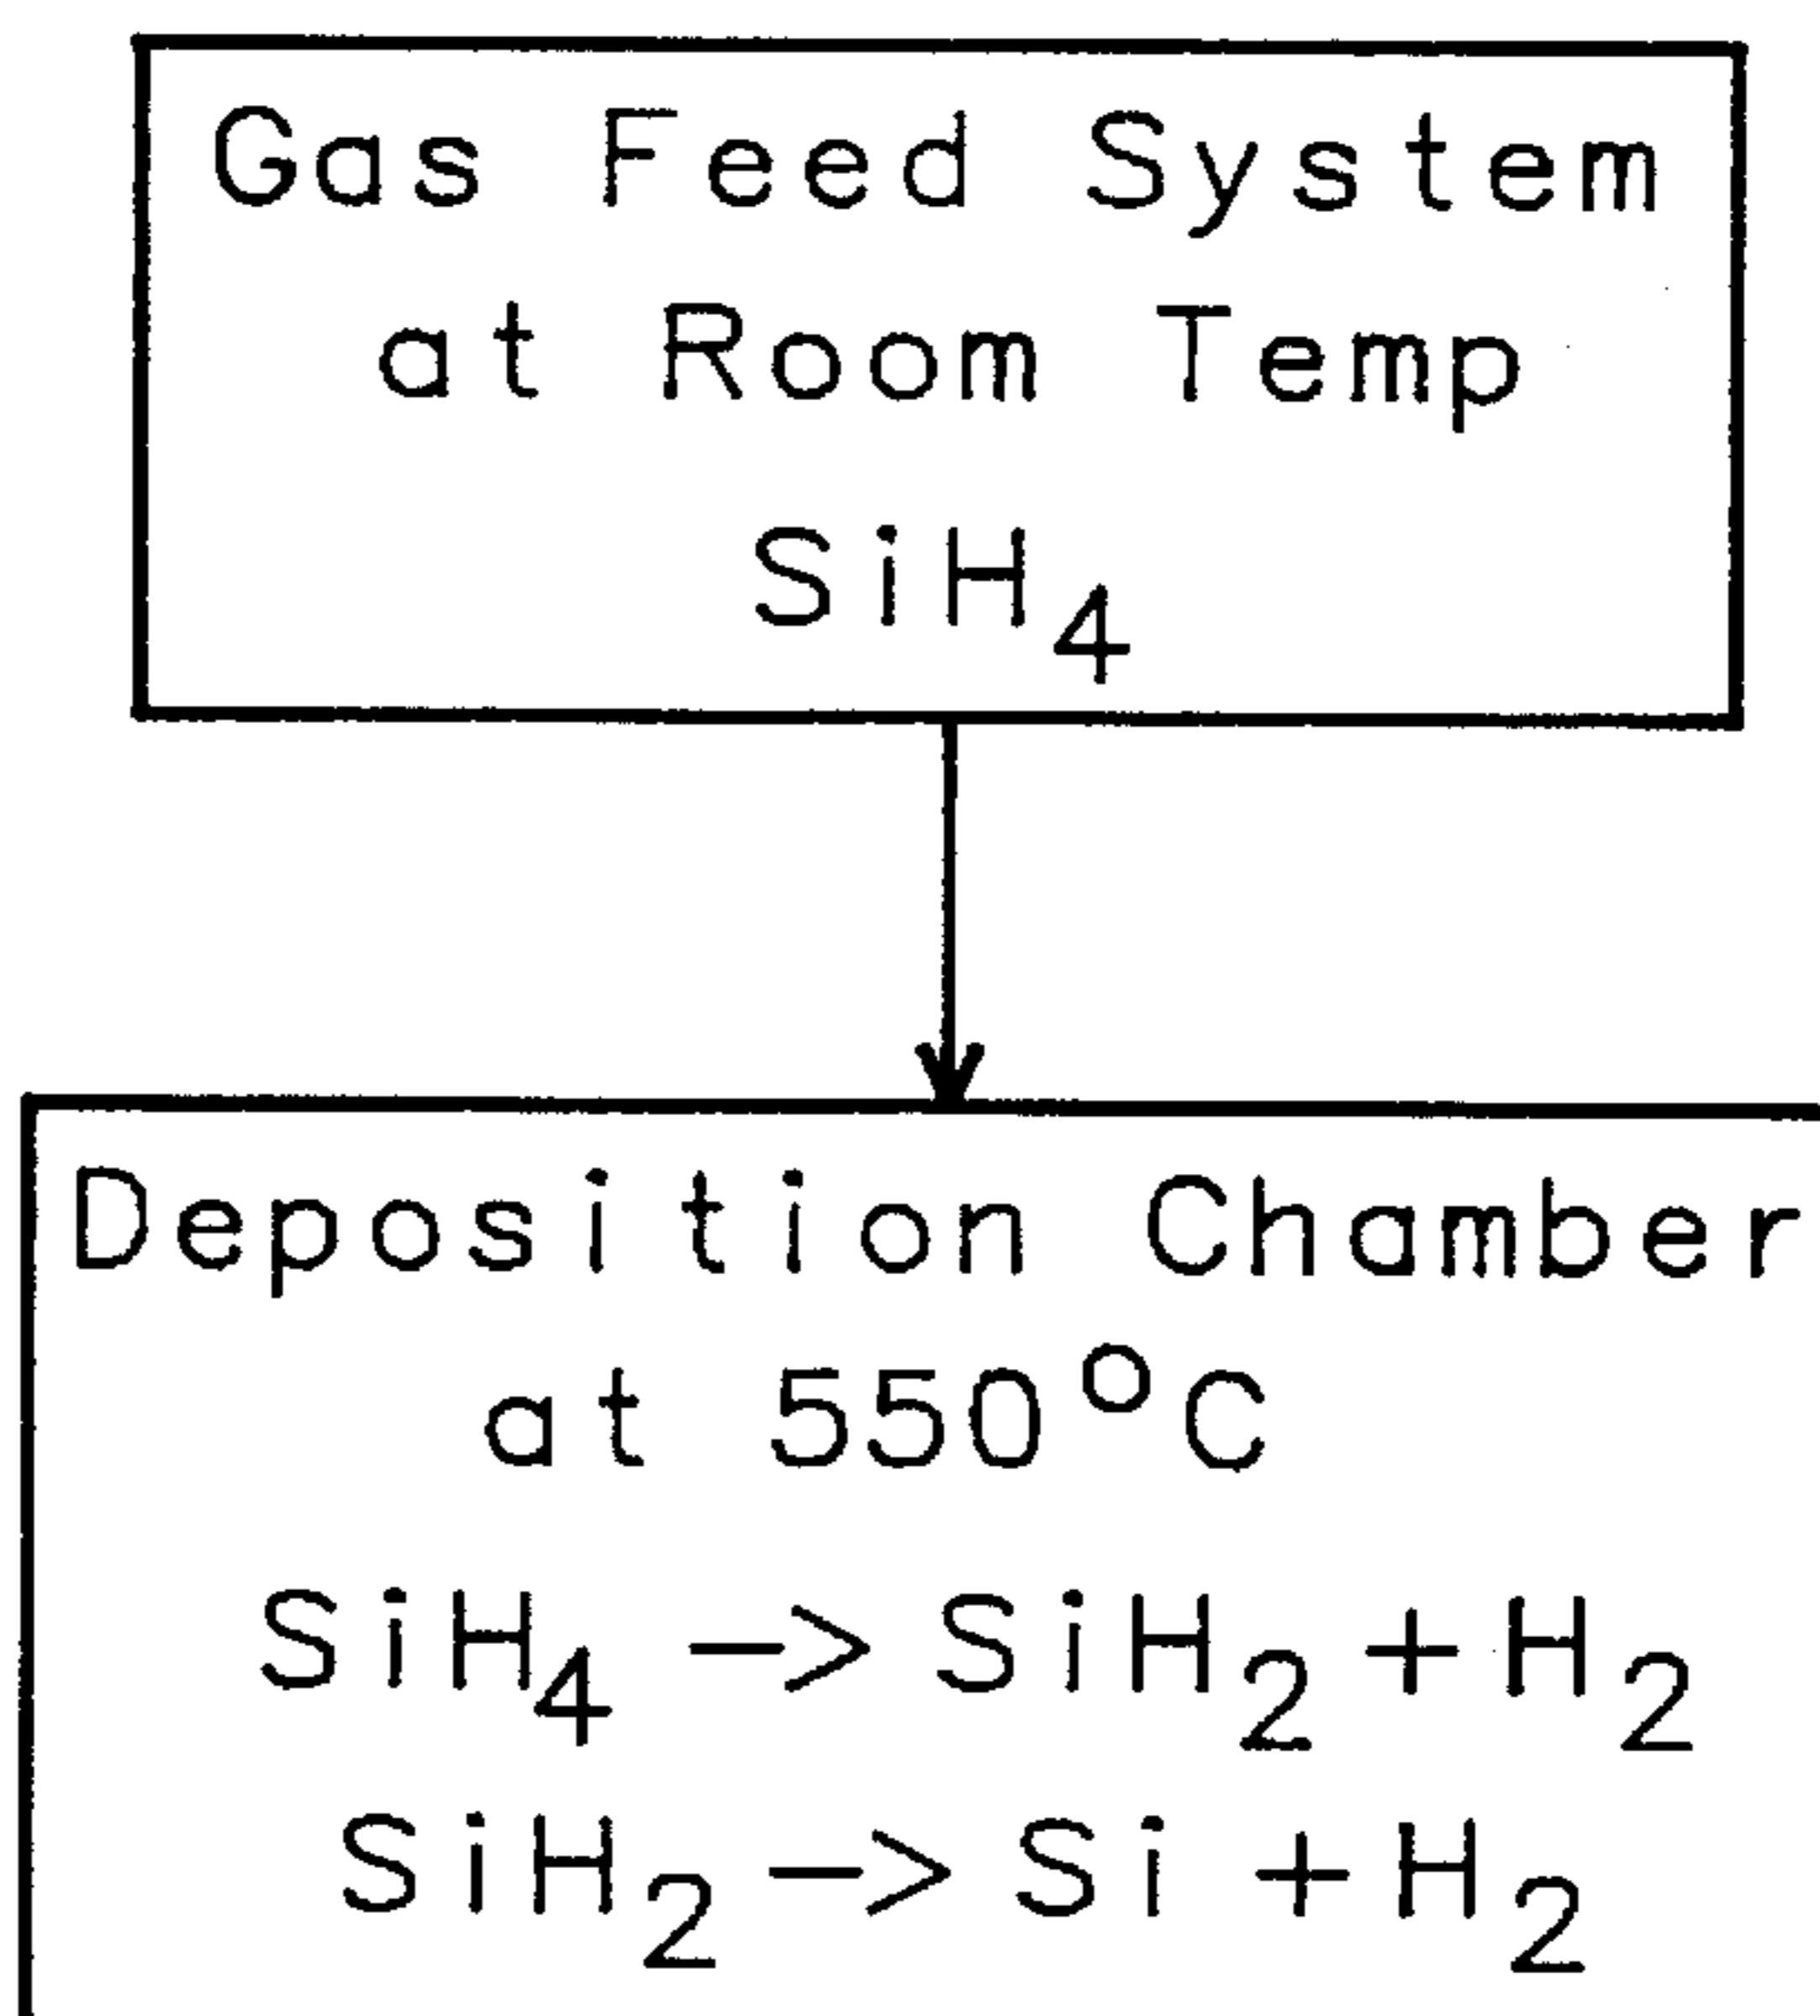 Gas Feed System
at Room Temp
SiH₄
Deposition Chamber
at 550°C
SiH₄ -> SiH₂+H₂
SiH₂ -> Si + H₂